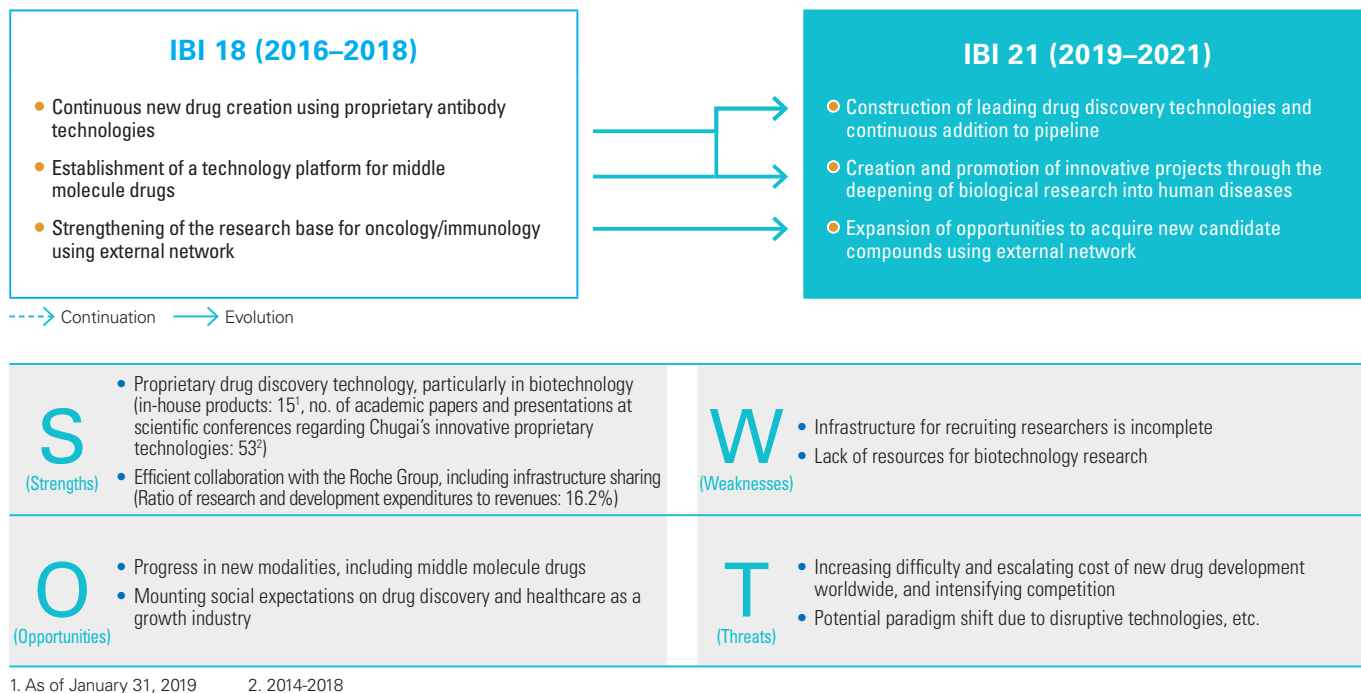 IBI 18 (2016–2018)
• Continuous new drug creation using proprietary antibody
technologies
• Establishment of a technology platform for middle
molecule drugs
• Strengthening of the research base for oncology/immunology
using external network
IBI 21 (2019–2021)
• Construction of leading drug discovery technologies and
continuous addition to pipeline
• Creation and promotion of innovative projects through the
deepening of biological research into human diseases
• Expansion of opportunities to acquire new candidate
compounds using external network
Continuation Evolution
S
(Strengths)
• Proprietary drug discovery technology, particularly in biotechnology
(in-house products: 15¹, no. of academic papers and presentations at
scientific conferences regarding Chugai’s innovative proprietary
technologies: 53²)
• Efficient collaboration with the Roche Group, including infrastructure sharing
(Ratio of research and development expenditures to revenues: 16.2%)
W
(Weaknesses)
• Infrastructure for recruiting researchers is incomplete
• Lack of resources for biotechnology research
O
(Opportunities)
• Progress in new modalities, including middle molecule drugs
• Mounting social expectations on drug discovery and healthcare as a
growth industry
T
(Threats)
• Increasing difficulty and escalating cost of new drug development
worldwide, and intensifying competition
• Potential paradigm shift due to disruptive technologies, etc.
1. As of January 31, 2019 2. 2014-2018